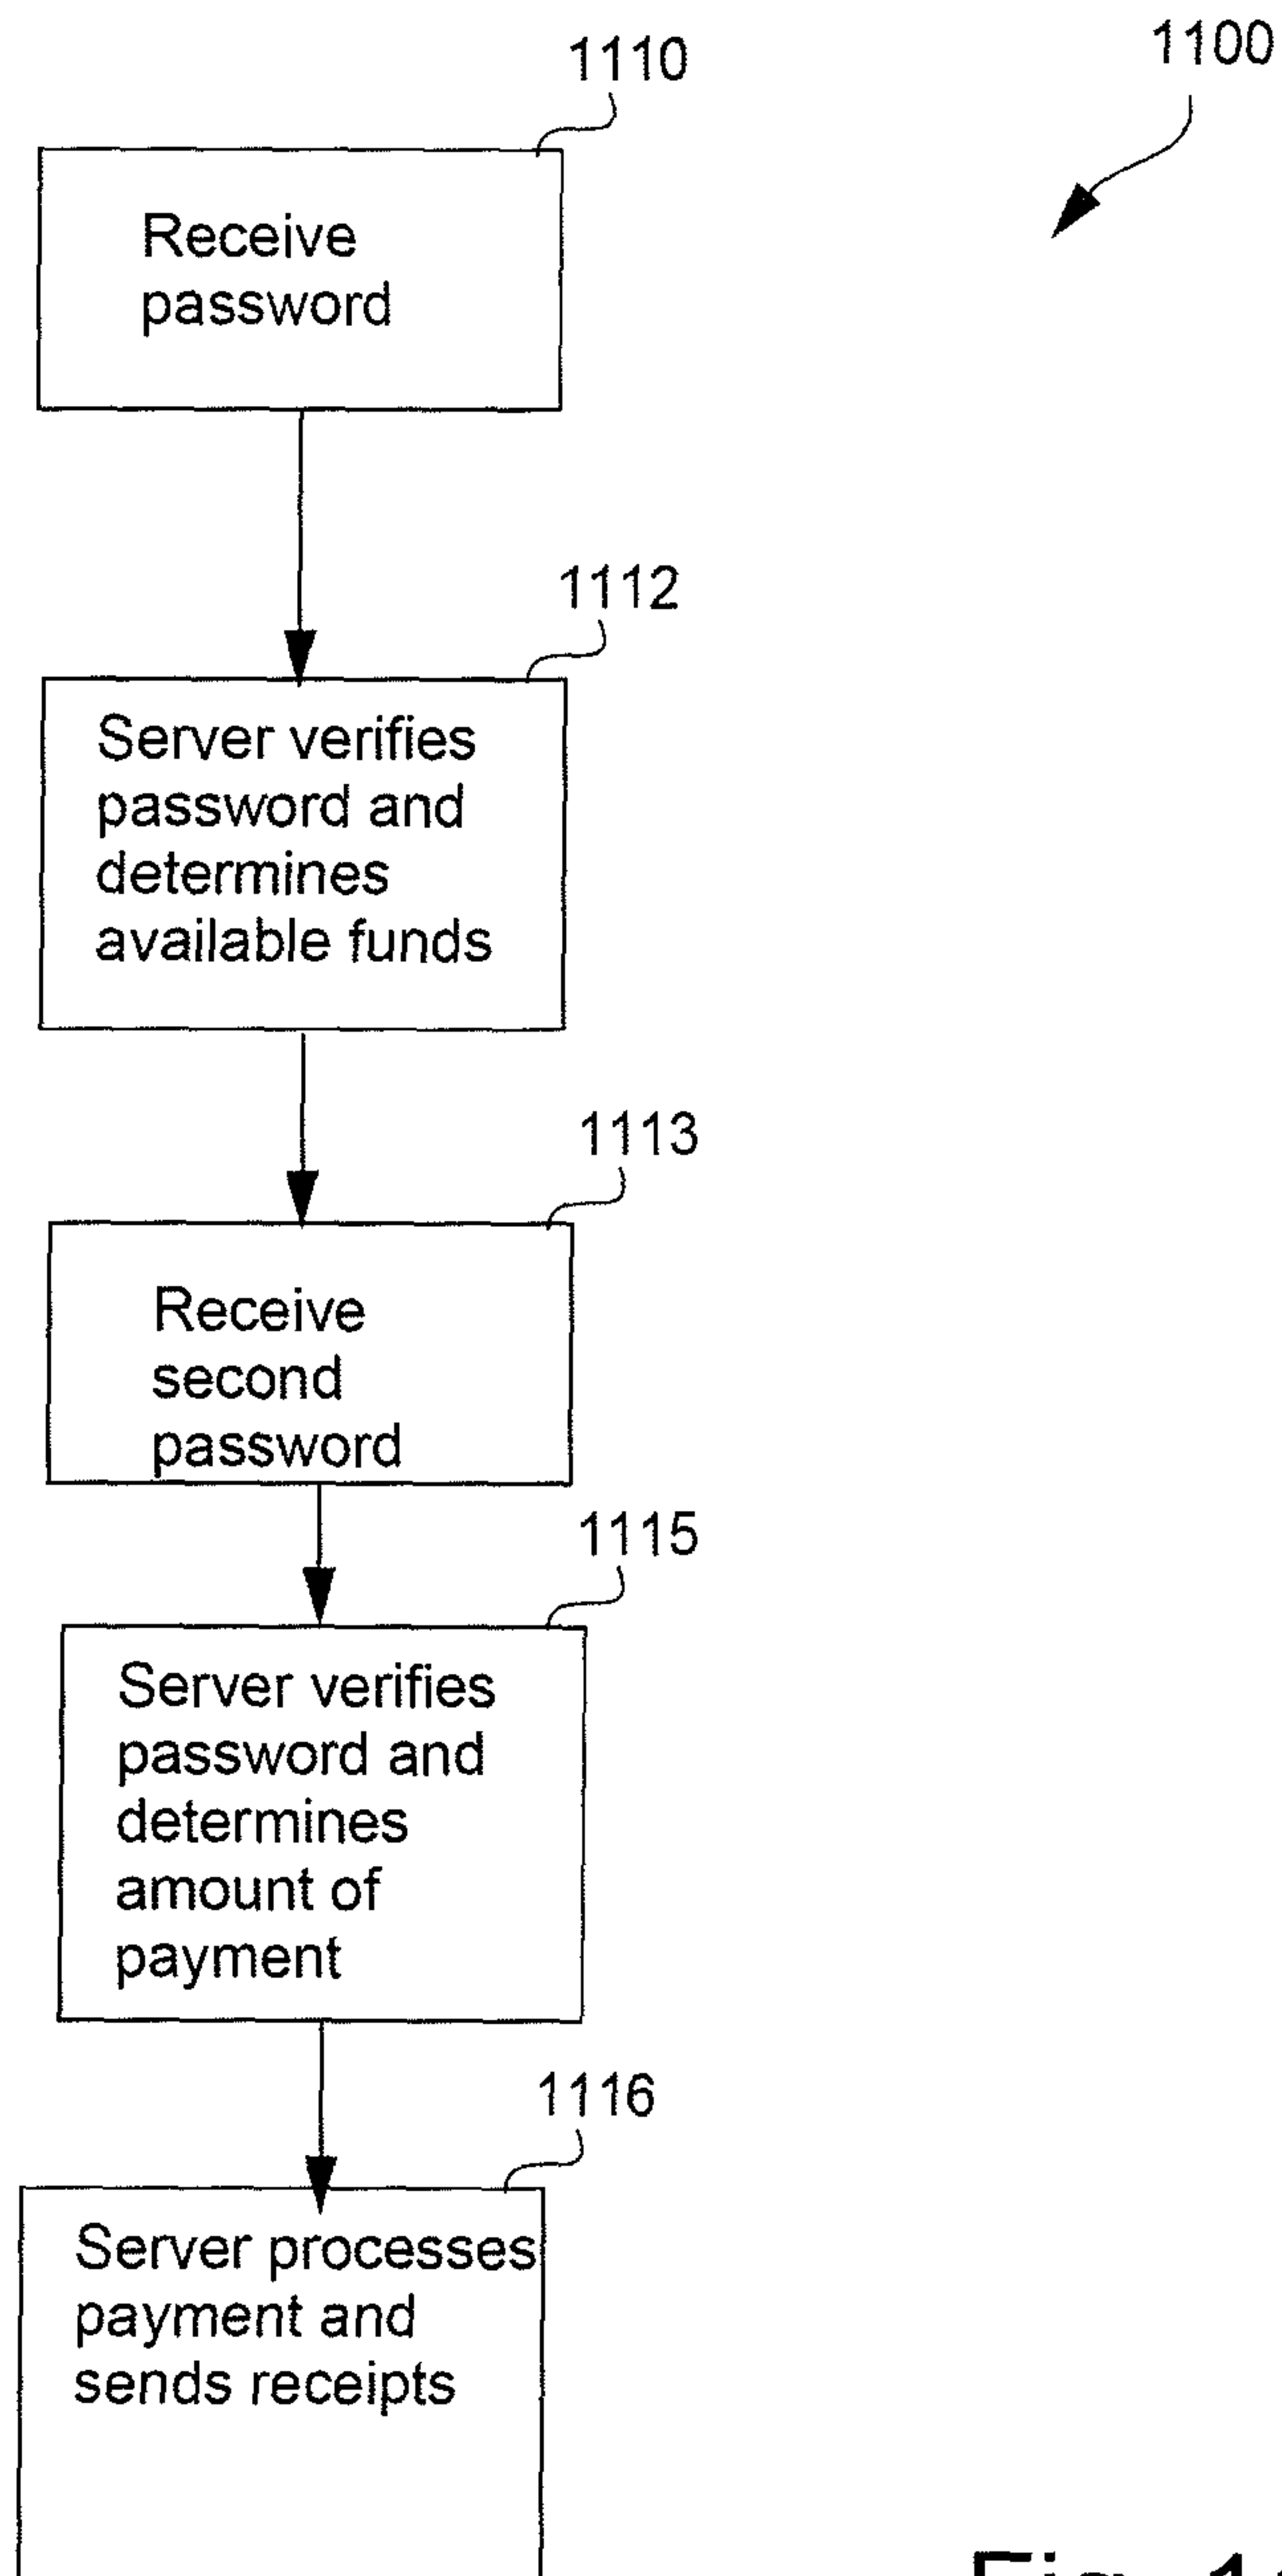 1110
1100
Receive
password
1112
Server verifies
password and
determines
available funds
1113
Receive
second
password
1115
Server verifies
password and
determines
amount of
payment
1116
Server processes
payment and
sends receipts